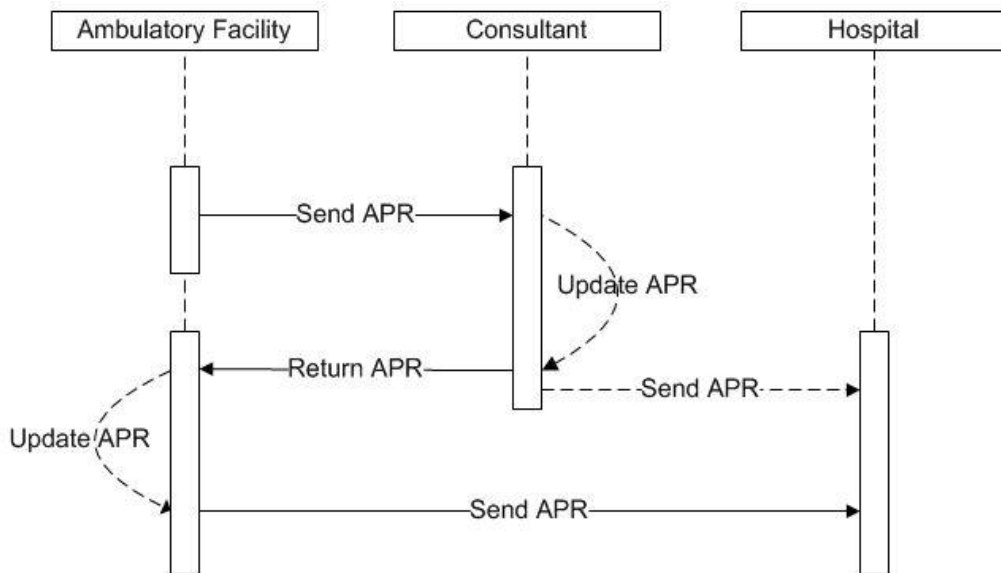 Ambulatory Facility
Consultant
Hospital
Send APR
Update APR
Return APR
Send APR
Update APR
Send APR